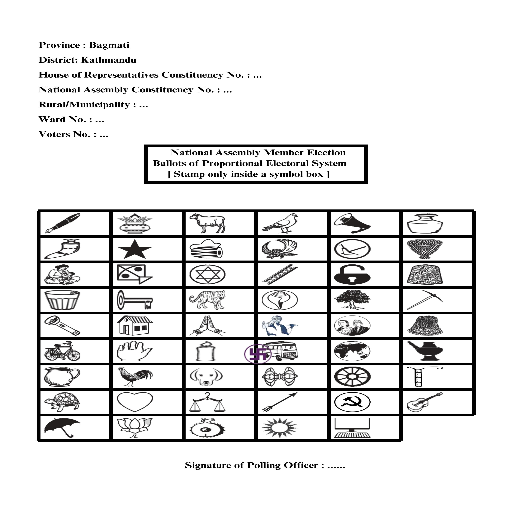 Province : Bagmati
District: Kathmandu
House of Representatives Constituency No. : ...
National Assembly Constituency No. : ...
Rural/Municipality : ...
Ward No. : ...
Voters No. : ...
National Assembly Member Election
Ballots of Proportional Electoral System
[ Stamp only inside a symbol box ]
Signature of Polling Officer : ......